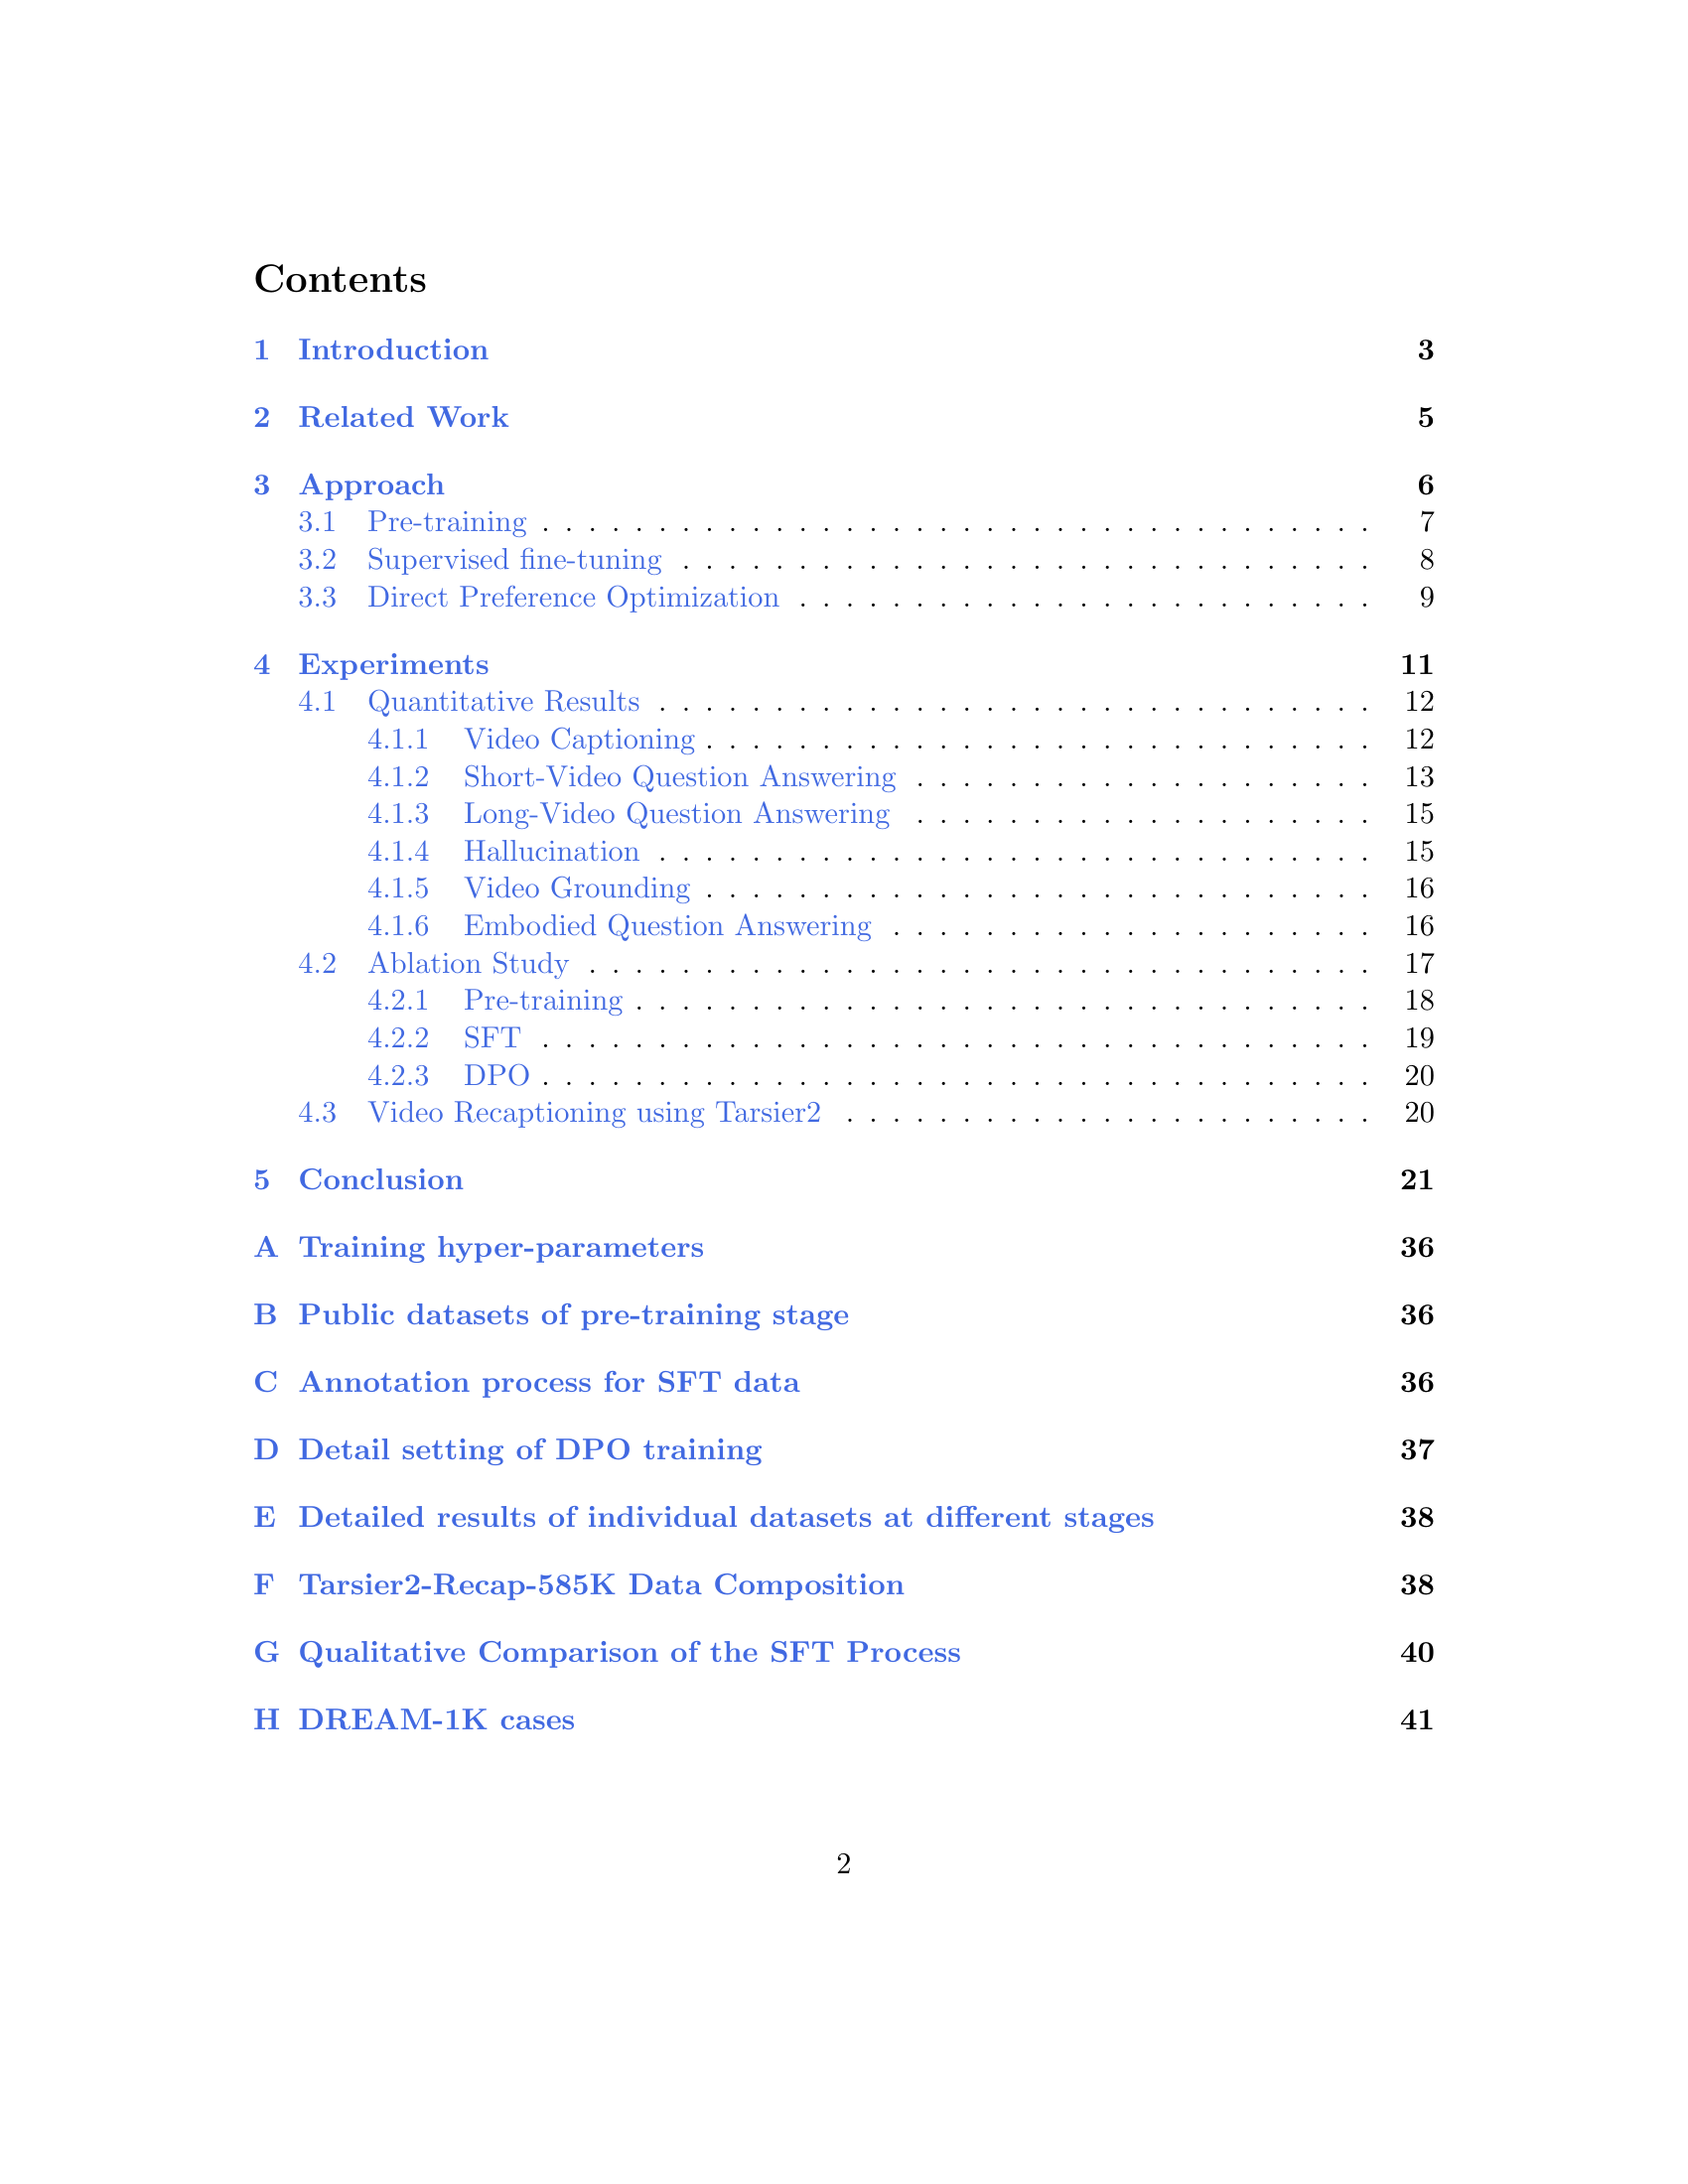 Contents
1 Introduction 3
2 Related Work 5
3 Approach 6
3.1 Pre-training . . . . . . . . . . . . . . . . . . . . . . . . . . . . . . . . . . . . 7
3.2 Supervised fine-tuning . . . . . . . . . . . . . . . . . . . . . . . . . . . . . . 8
3.3 Direct Preference Optimization . . . . . . . . . . . . . . . . . . . . . . . . . 9
4 Experiments 11
4.1 Quantitative Results . . . . . . . . . . . . . . . . . . . . . . . . . . . . . . . 12
4.1.1 Video Captioning . . . . . . . . . . . . . . . . . . . . . . . . . . . . . 12
4.1.2 Short-Video Question Answering . . . . . . . . . . . . . . . . . . . . 13
4.1.3 Long-Video Question Answering . . . . . . . . . . . . . . . . . . . . 15
4.1.4 Hallucination . . . . . . . . . . . . . . . . . . . . . . . . . . . . . . . 15
4.1.5 Video Grounding . . . . . . . . . . . . . . . . . . . . . . . . . . . . . 16
4.1.6 Embodied Question Answering . . . . . . . . . . . . . . . . . . . . . 16
4.2 Ablation Study . . . . . . . . . . . . . . . . . . . . . . . . . . . . . . . . . . 17
4.2.1 Pre-training . . . . . . . . . . . . . . . . . . . . . . . . . . . . . . . . 18
4.2.2 SFT . . . . . . . . . . . . . . . . . . . . . . . . . . . . . . . . . . . . 19
4.2.3 DPO . . . . . . . . . . . . . . . . . . . . . . . . . . . . . . . . . . . . 20
4.3 Video Recaptioning using Tarsier2 . . . . . . . . . . . . . . . . . . . . . . . 20
5 Conclusion 21
A Training hyper-parameters 36
B Public datasets of pre-training stage 36
C Annotation process for SFT data 36
D Detail setting of DPO training 37
E Detailed results of individual datasets at different stages 38
F Tarsier2-Recap-585K Data Composition 38
G Qualitative Comparison of the SFT Process 40
H DREAM-1K cases 41
2